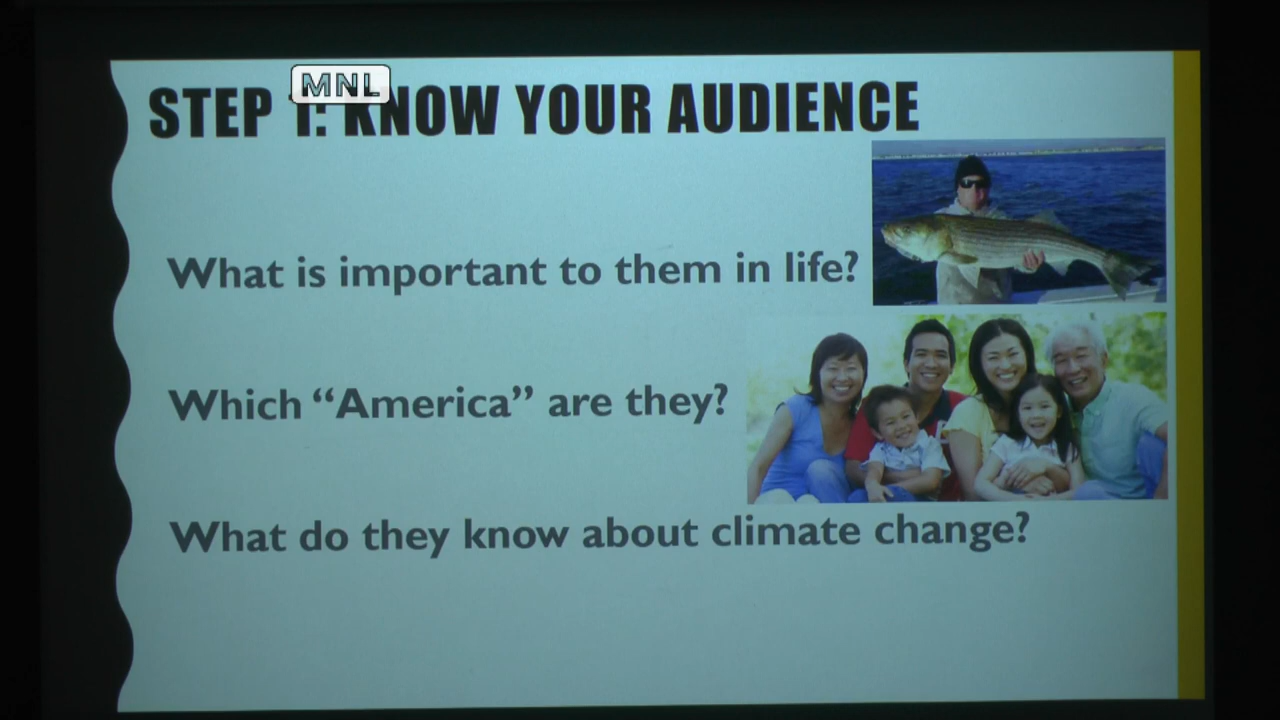 MNL
STEP 1: KNOW YOUR AUDIENCE
What is important to them in life?
Which “America” are they?
What do they know about climate change?